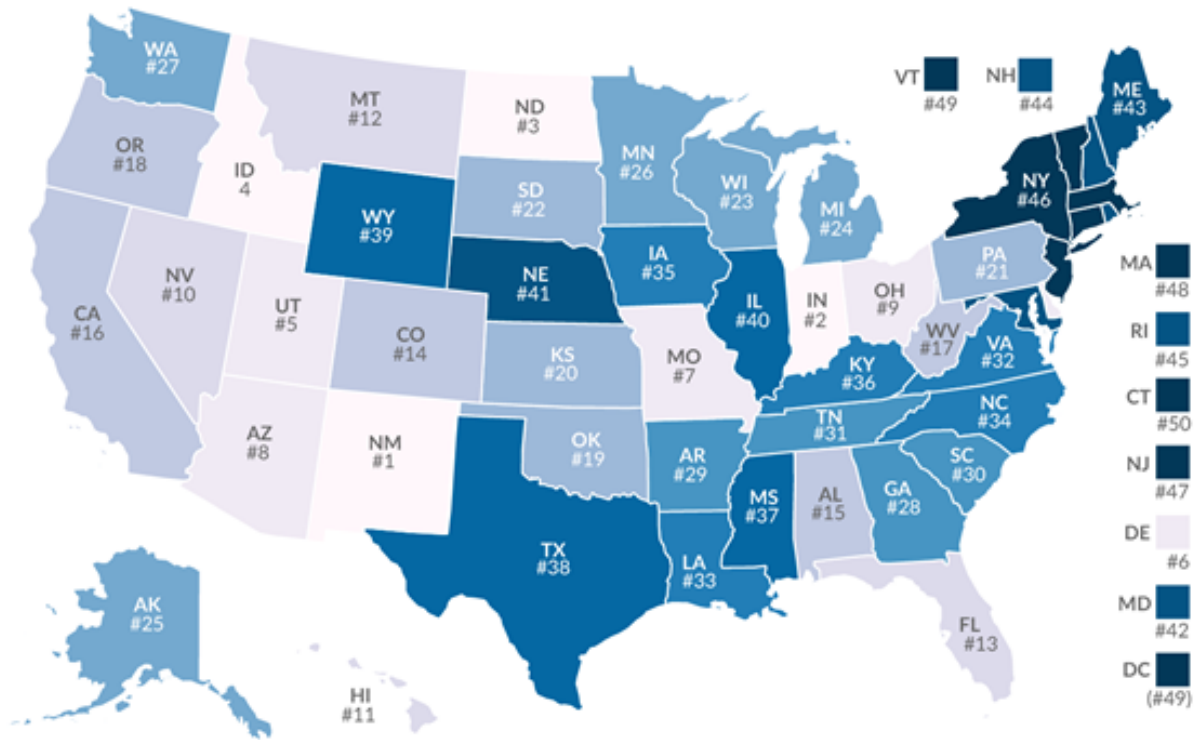 WA
#27
MT
#12
ND
#3
VT
#49
NH
#44
ME
#43
OR
#18
ID
4
MN
#26
SD
#22
WI
#23
MI
#24
NY
#46
WY
#39
NE
#41
IA
#35
PA
#21
MA
#48
NV
#10
UT
#5
CA
#16
CO
#14
KS
#20
MO
#7
IL
#40
IN
#2
OH
#9
WV
#17
VA
#32
RI
#45
KY
#36
CT
#50
NC
#34
TN
#31
AZ
#8
NM
#1
OK
#19
AR
#29
SC
#30
NJ
#47
MS
#37
AL
#15
GA
#28
DE
#6
TX
#38
LA
#33
AK
#25
MD
#42
FL
#13
HI
#11
DC
(#49)